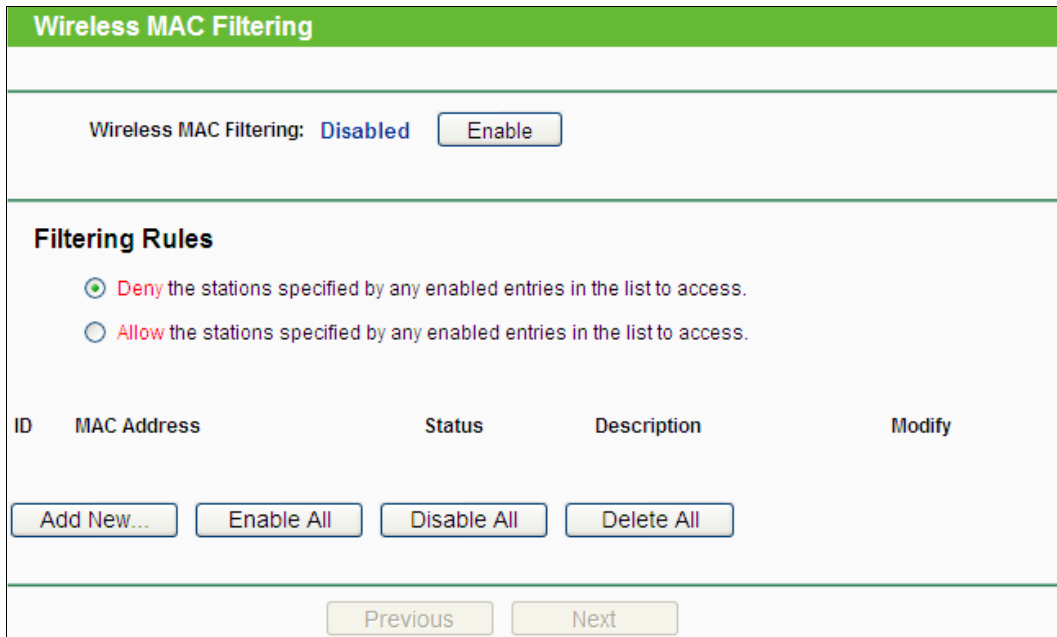 Wireless MAC Filtering
Wireless MAC Filtering: Disabled Enable
Filtering Rules
Deny the stations specified by any enabled entries in the list to access.
Allow the stations specified by any enabled entries in the list to access.
ID MAC Address Status Description Modify
Add New... Enable All Disable All Delete All
Previous Next